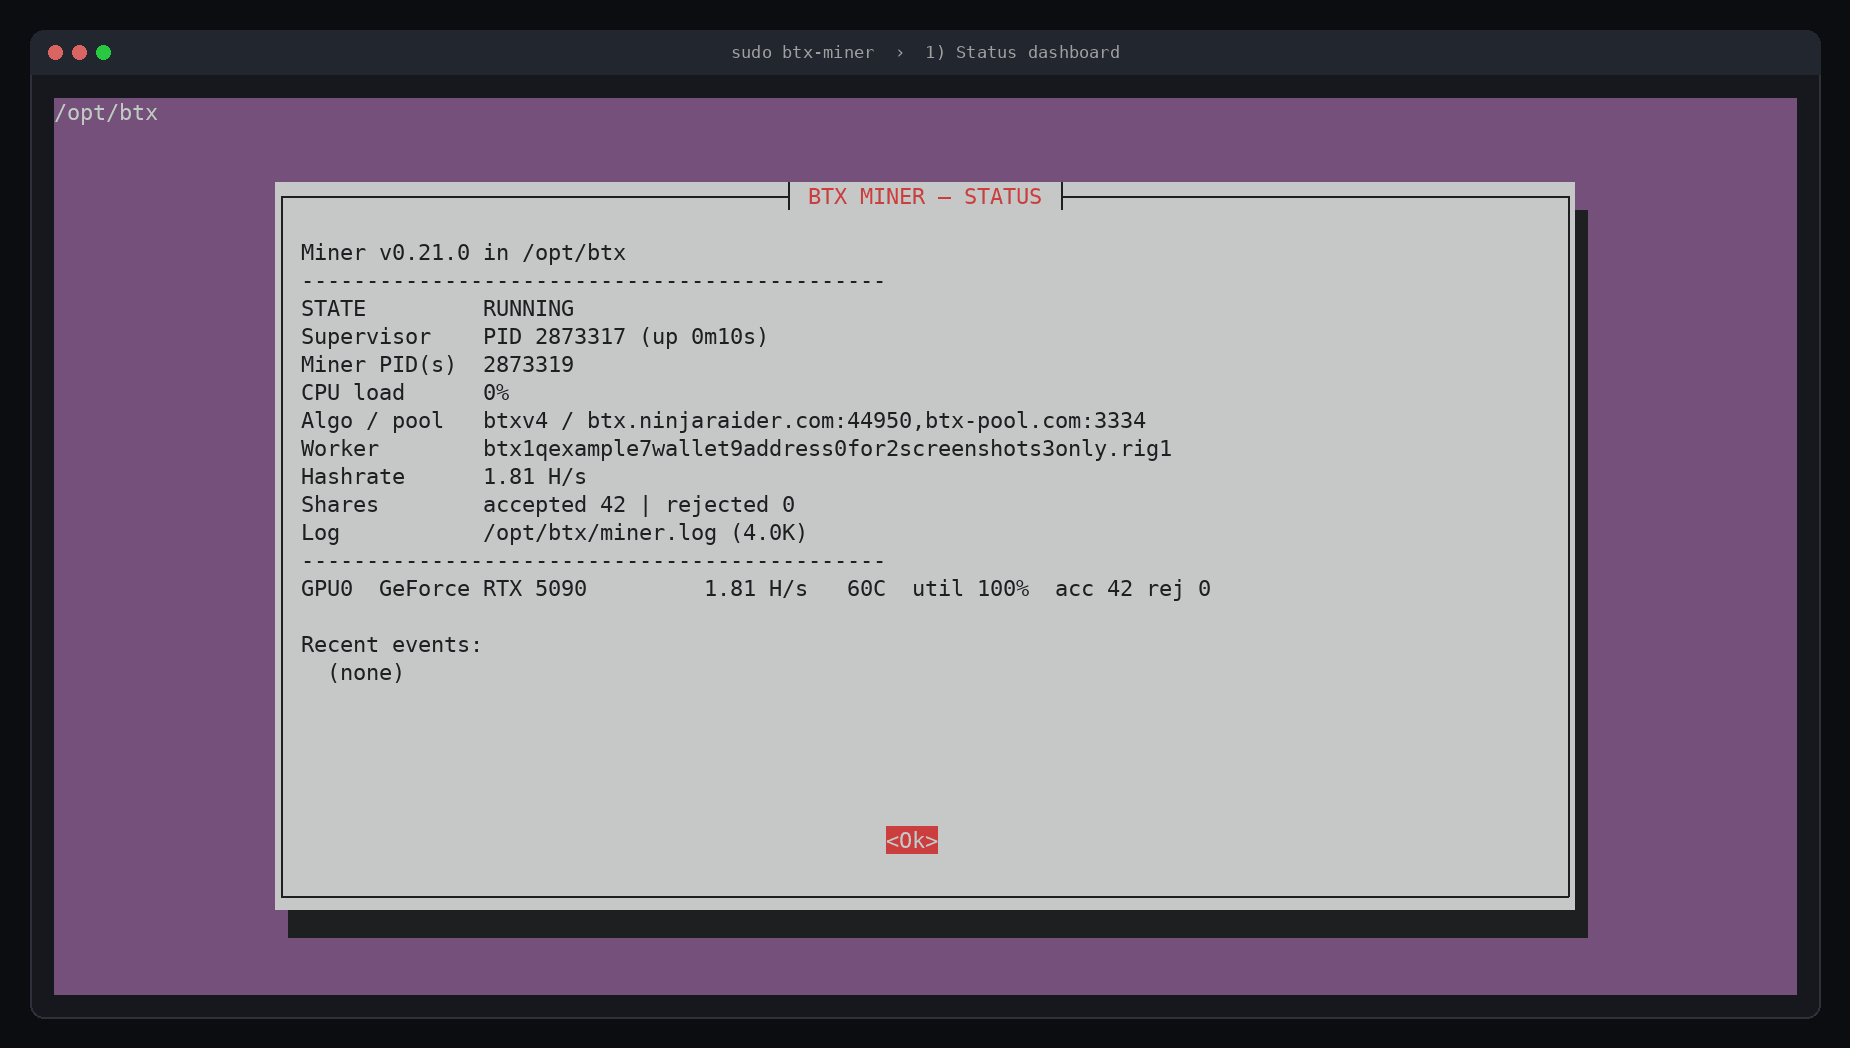 sudo btx-miner › 1) Status dashboard
/opt/btx
BTX MINER — STATUS
Miner v0.21.0 in /opt/btx
---------------------------------------------
STATE         RUNNING
Supervisor    PID 2873317 (up 0m10s)
Miner PID(s)  2873319
CPU load      0%
Algo / pool   btxv4 / btx.ninjaraider.com:44950,btx-pool.com:3334
Worker        btx1qexample7wallet9address0for2screenshots3only.rig1
Hashrate      1.81 H/s
Shares        accepted 42 | rejected 0
Log           /opt/btx/miner.log (4.0K)
---------------------------------------------
GPU0  GeForce RTX 5090         1.81 H/s   60C  util 100%  acc 42 rej 0
Recent events:
(none)
<Ok>